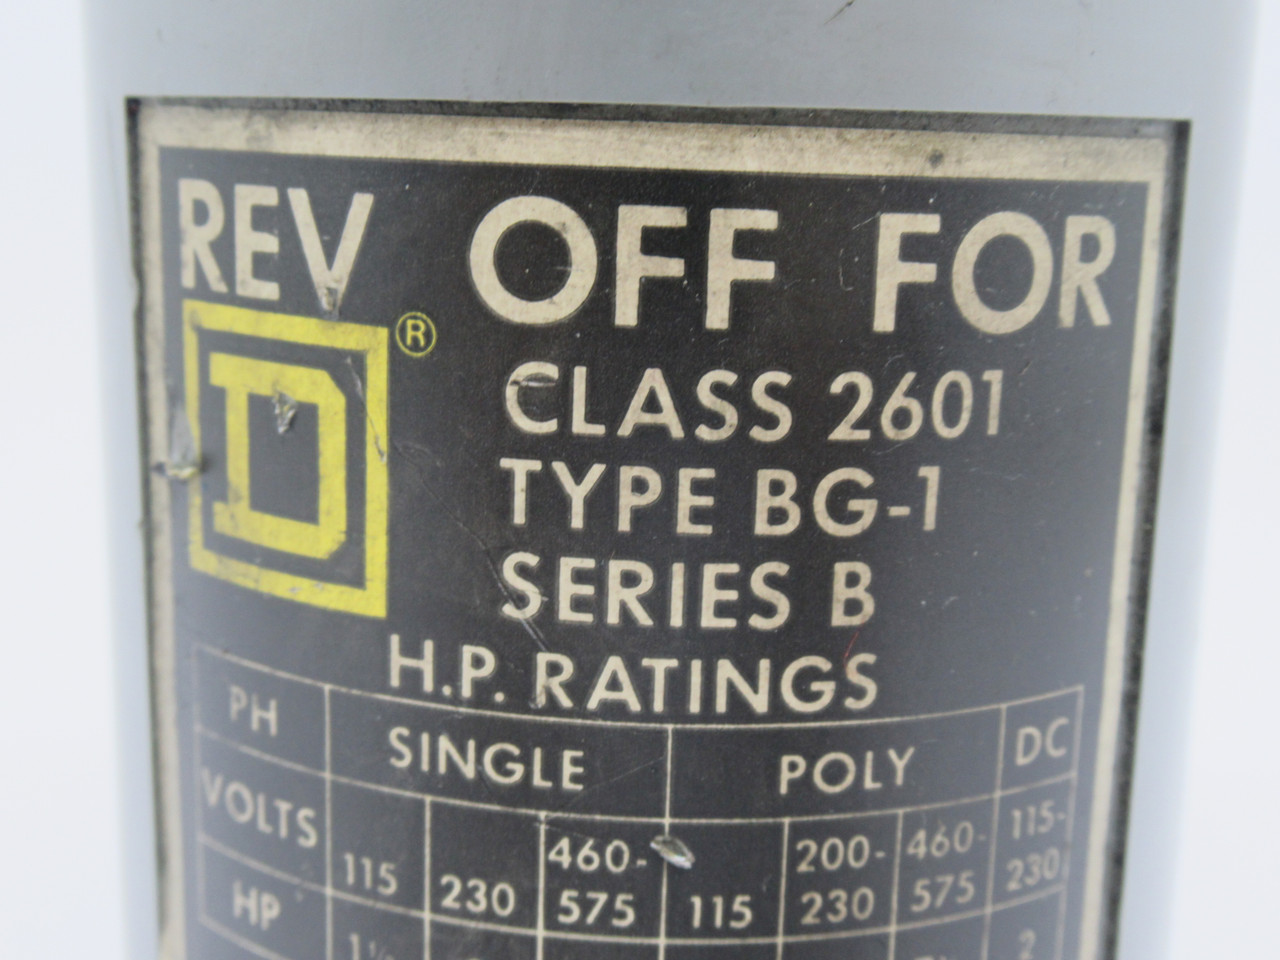 REV OFF FOR
D ®
CLASS 2601
TYPE BG-1
SERIES B
H.P. RATINGS
PH SINGLE POLY DC
VOLTS 115 230 460-575 115 200-230 460-575 115-230
HP 2